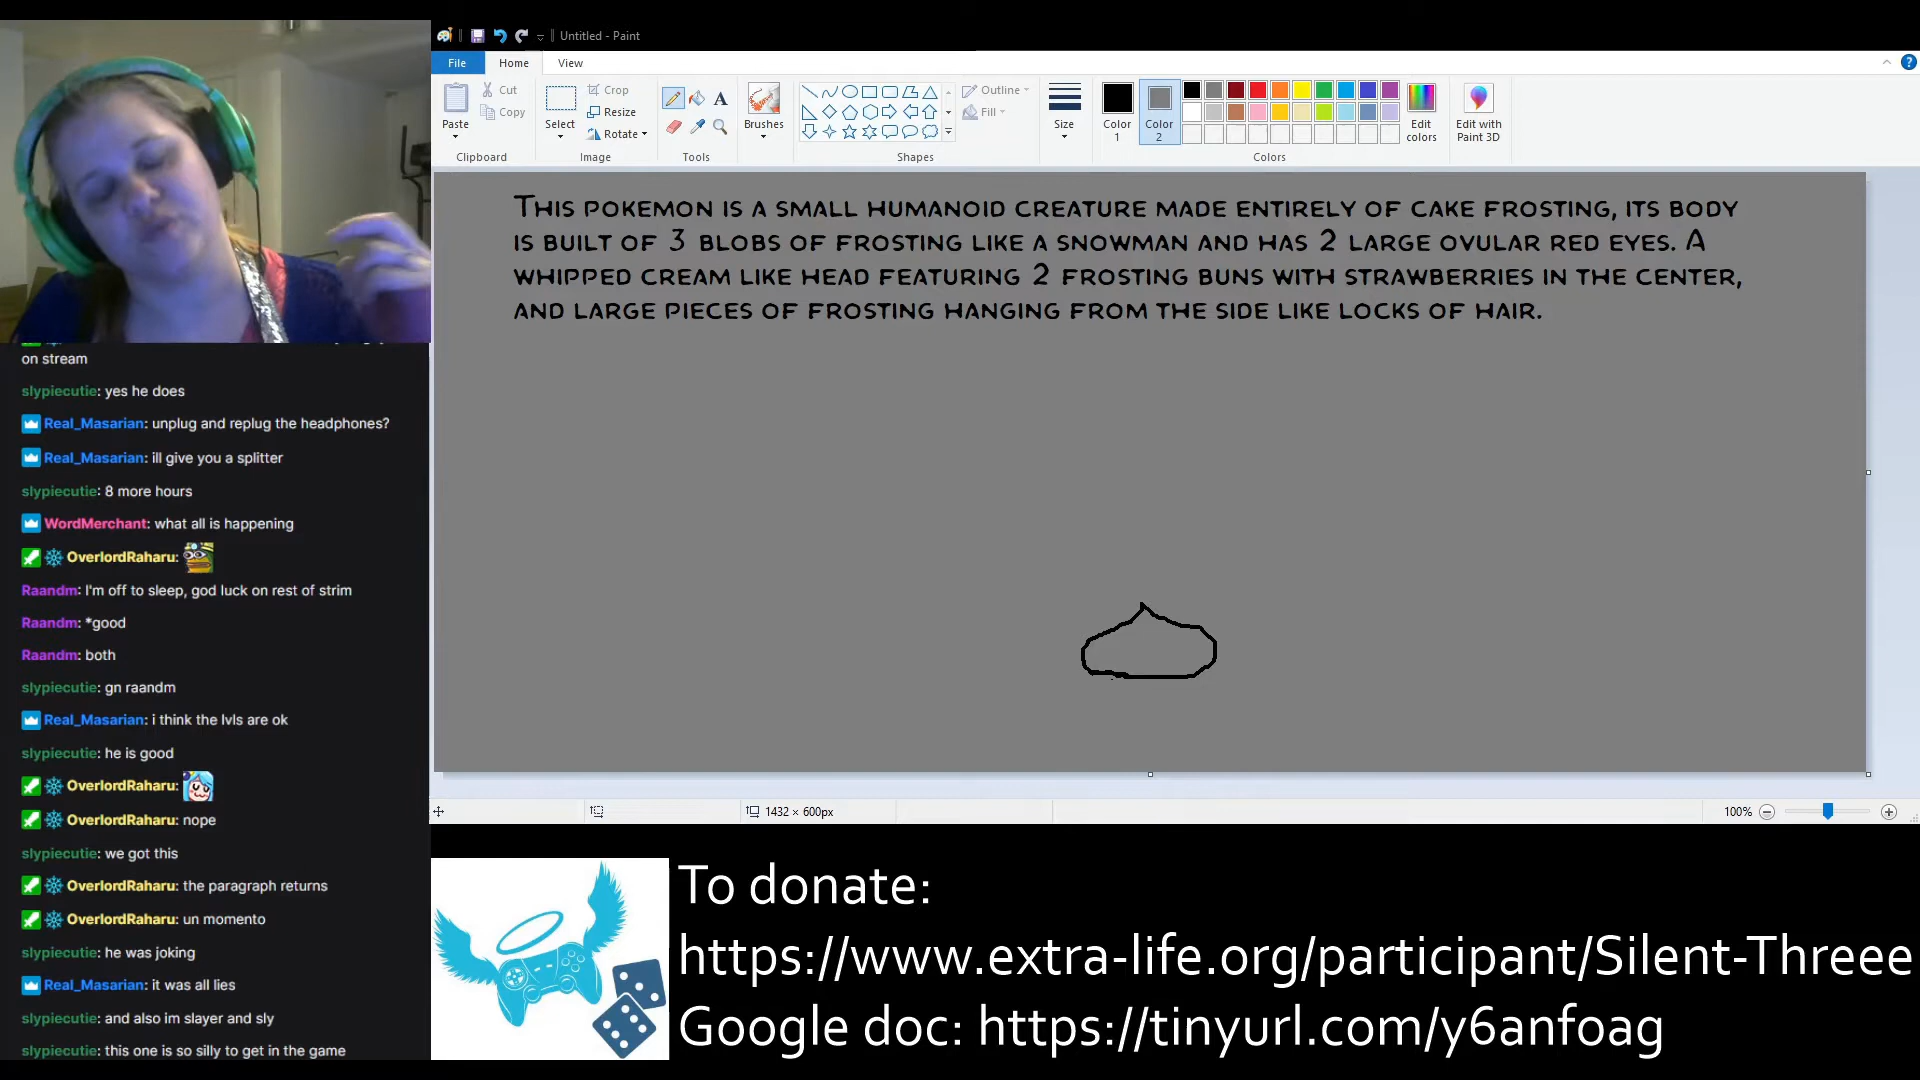 Untitled - Paint
File Home View
Paste Cut Copy Clipboard
Select Crop Resize Rotate Image
Tools
Brushes
Outline Fill Shapes
Size
Color 1
Color 2
Edit colors
Colors
Edit with Paint 3D
This pokemon is a small humanoid creature made entirely of cake frosting, its body
is built of 3 blobs of frosting like a snowman and has 2 large ovular red eyes. A
whipped cream like head featuring 2 frosting buns with strawberries in the center,
and large pieces of frosting hanging from the side like locks of hair.
on stream
slypiecutie: yes he does
Real_Masarian: unplug and replug the headphones?
Real_Masarian: ill give you a splitter
slypiecutie: 8 more hours
WordMerchant: what all is happening
OverlordRaharu:
Raandm: I'm off to sleep, god luck on rest of strim
Raandm: *good
Raandm: both
slypiecutie: gn raandm
Real_Masarian: i think the lvls are ok
slypiecutie: he is good
OverlordRaharu:
OverlordRaharu: nope
slypiecutie: we got this
OverlordRaharu: the paragraph returns
OverlordRaharu: un momento
slypiecutie: he was joking
Real_Masarian: it was all lies
slypiecutie: and also im slayer and sly
slypiecutie: this one is so silly to get in the game
1432 × 600px
100%
To donate:
https://www.extra-life.org/participant/Silent-Threee
Google doc: https://tinyurl.com/y6anfoag